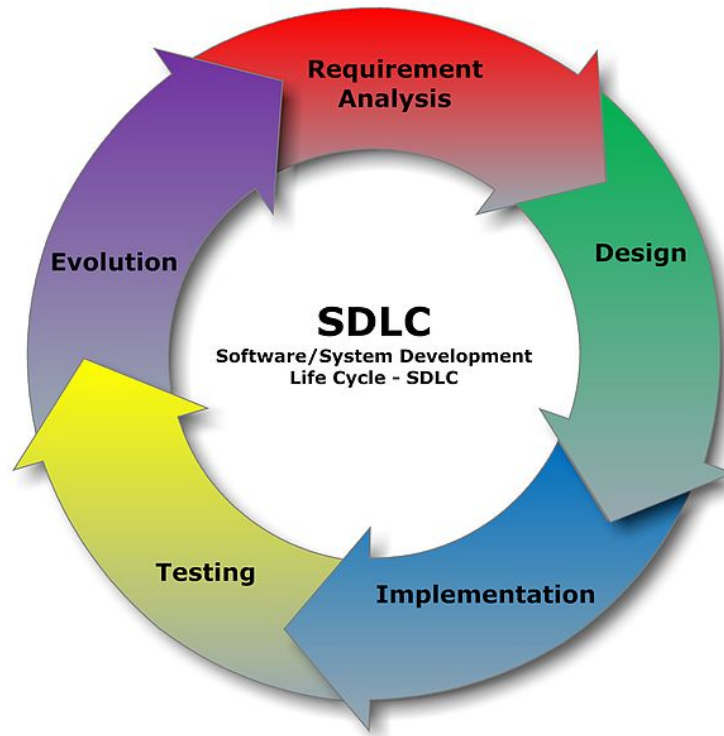 Requirement
Analysis
Design
Implementation
Testing
Evolution
SDLC
Software/System Development
Life Cycle - SDLC